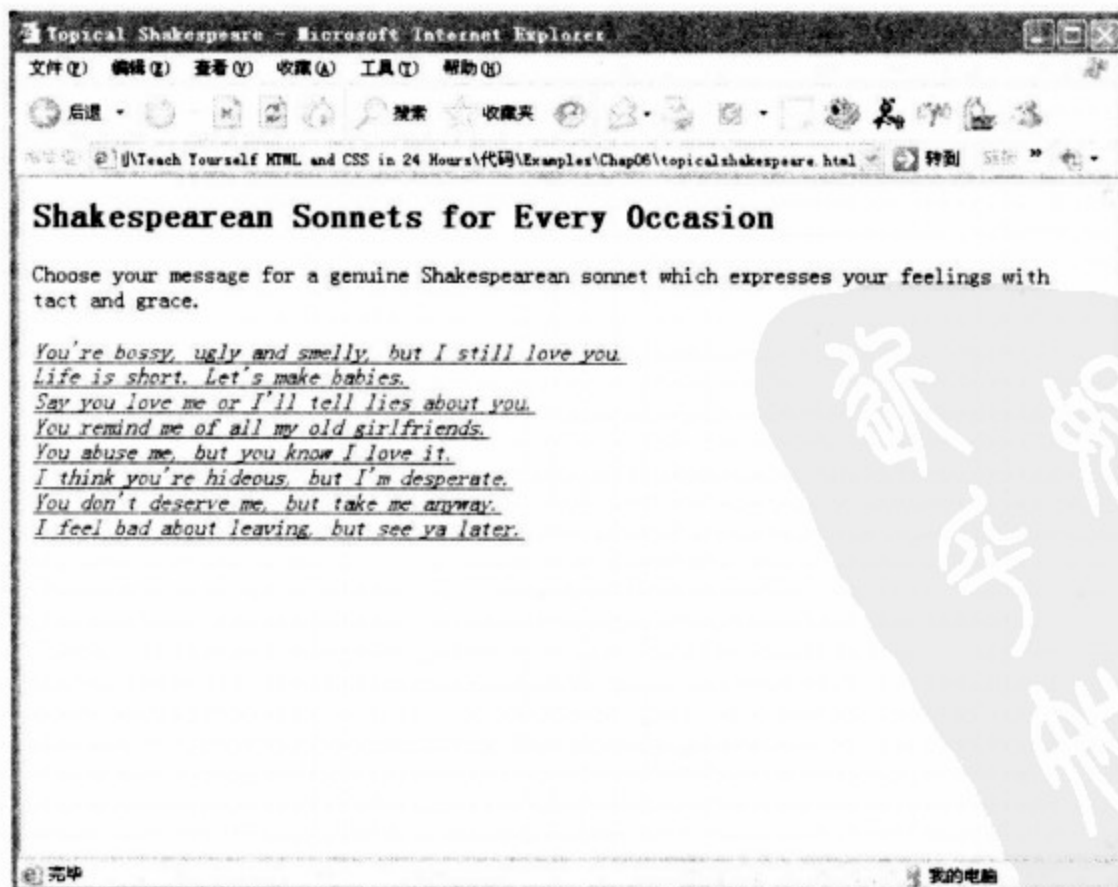 Topical Shakespeare - Microsoft Internet Explorer
文件(F) 编辑(E) 查看(V) 收藏(A) 工具(T) 帮助(H)
后退 搜索 收藏夹
\Teach Yourself HTML and CSS in 24 Hours\代码\Examples\Chap06\topicalshakespeare.html 转到 »
Shakespearean Sonnets for Every Occasion
Choose your message for a genuine Shakespearean sonnet which expresses your feelings with
tact and grace.
You're bossy, ugly and smelly, but I still love you.
Life is short. Let's make babies.
Say you love me or I'll tell lies about you.
You remind me of all my old girlfriends.
You abuse me, but you know I love it.
I think you're hideous, but I'm desperate.
You don't deserve me, but take me anyway.
I feel bad about leaving, but see ya later.
完毕 我的电脑